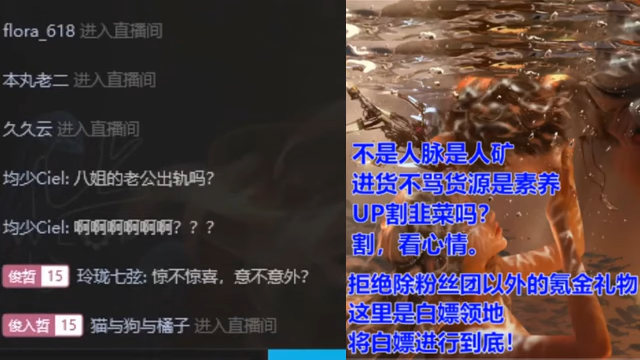 flora_618 进入直播间
本丸老二 进入直播间
久久云 进入直播间
均少Ciel: 八姐的老公出轨吗?
均少Ciel: 啊啊啊啊啊啊? ? ?
俊哲 15 玲珑七弦: 惊不惊喜，意不意外?
俊入哲 15 猫与狗与橘子 进入直播间
不是人脉是人矿
进货不骂货源是素养
UP割韭菜吗?
割，看心情。
拒绝除粉丝团以外的氪金礼物
这里是白嫖领地
将白嫖进行到底!